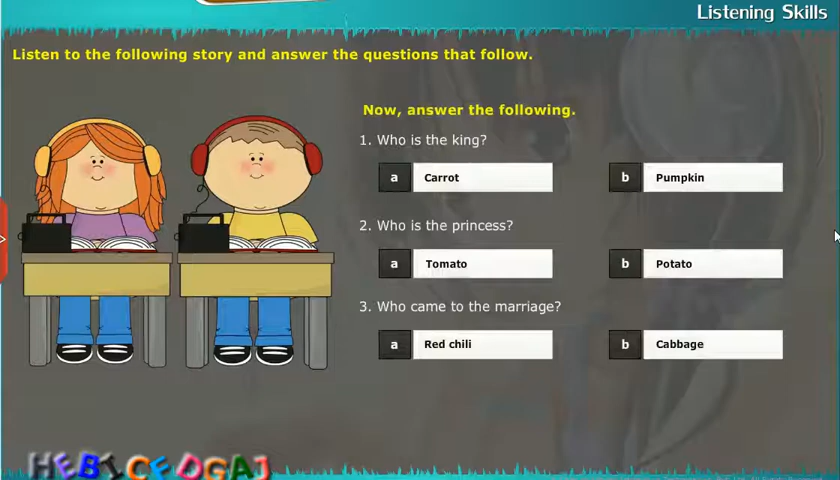 Listening Skills
Listen to the following story and answer the questions that follow.
Now, answer the following.
1. Who is the king?
a Carrot b Pumpkin
2. Who is the princess?
a Tomato b Potato
3. Who came to the marriage?
a Red chili b Cabbage
HEBICFDGAJ